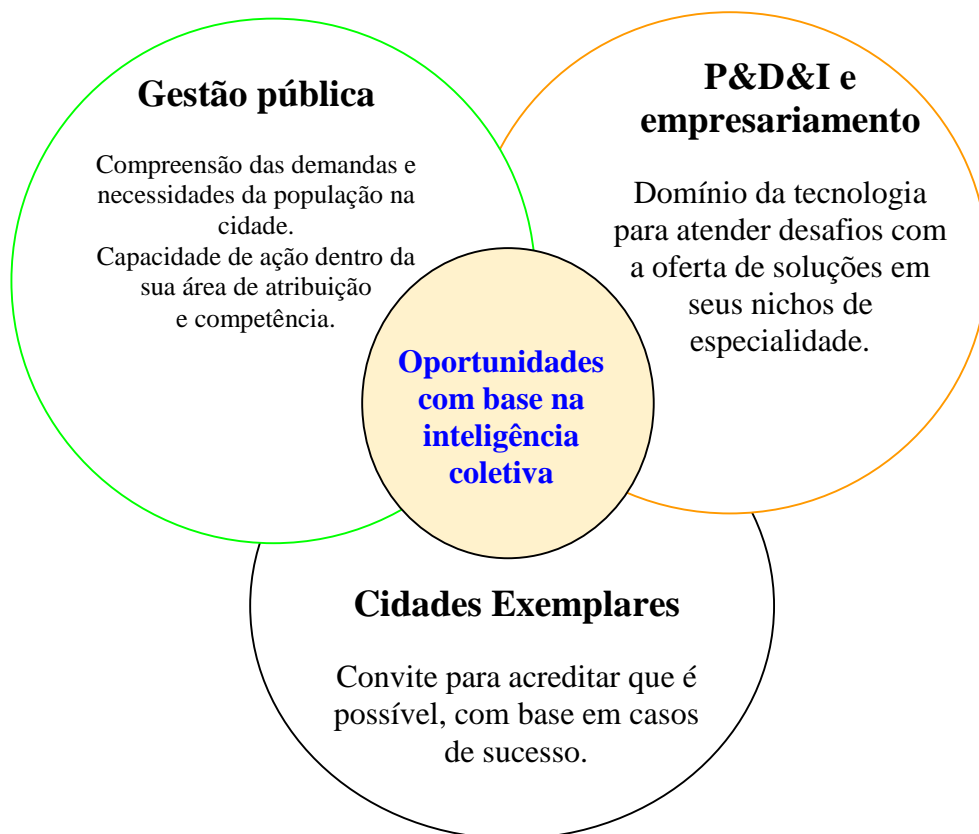 Gestão pública
Compreensão das demandas e
necessidades da população na
cidade.
Capacidade de ação dentro da
sua área de atribuição
e competência.
P&D&I e
empresariamento
Domínio da tecnologia
para atender desafios com
a oferta de soluções em
seus nichos de
especialidade.
Oportunidades
com base na
inteligência
coletiva
Cidades Exemplares
Convite para acreditar que é
possível, com base em casos
de sucesso.